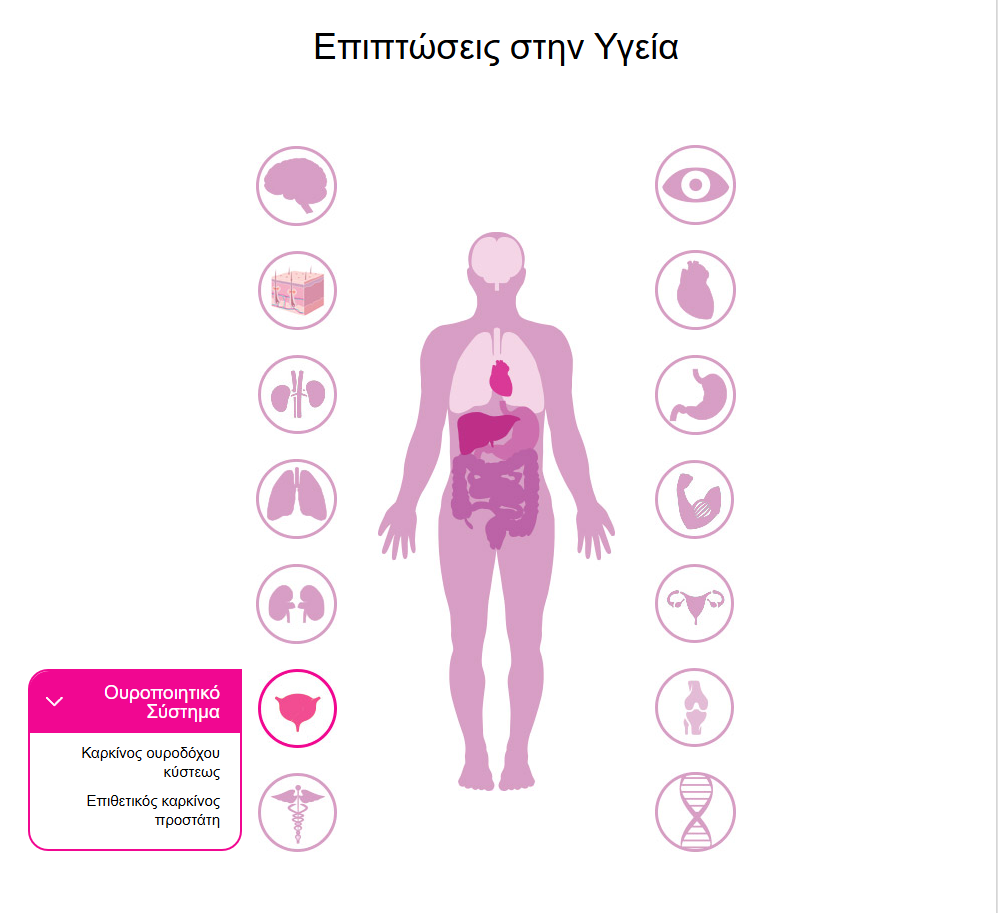 Επιπτώσεις στην Υγεία
Ουροποιητικό
Σύστημα
Καρκίνος ουροδόχου
κύστεως
Επιθετικός καρκίνος
προστάτη